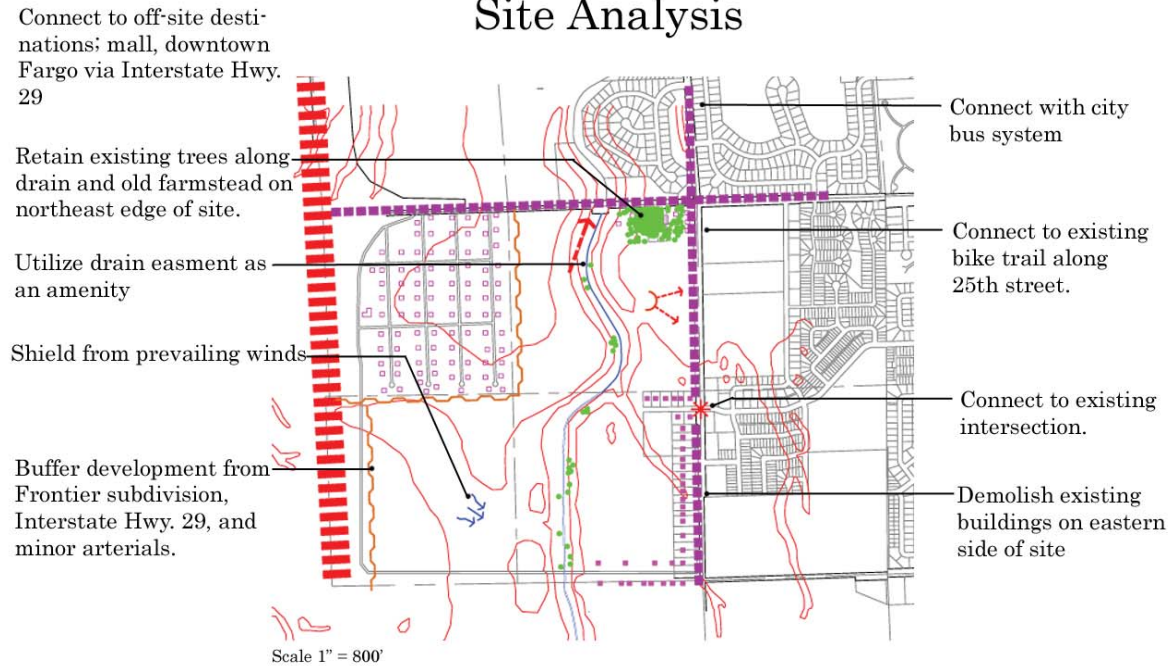 Site Analysis
Connect to off-site desti-
nations; mall, downtown
Fargo via Interstate Hwy.
29
Retain existing trees along
drain and old farmstead on
northeast edge of site.
Utilize drain easment as
an amenity
Shield from prevailing winds
Buffer development from
Frontier subdivision,
Interstate Hwy. 29, and
minor arterials.
Connect with city
bus system
Connect to existing
bike trail along
25th street.
Connect to existing
intersection.
Demolish existing
buildings on eastern
side of site
Scale 1” = 800’